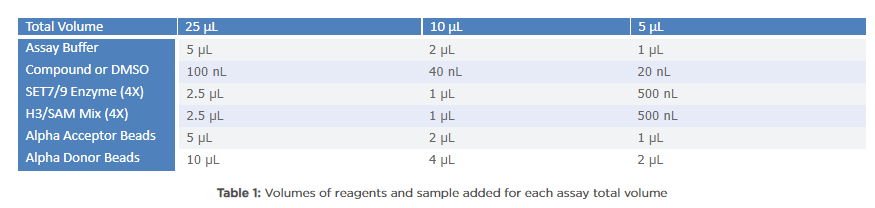 Total Volume 25 µL 10 µL 5 µL
Assay Buffer 5 µL 2 µL 1 µL
Compound or DMSO 100 nL 40 nL 20 nL
SET7/9 Enzyme (4X) 2.5 µL 1 µL 500 nL
H3/SAM Mix (4X) 2.5 µL 1 µL 500 nL
Alpha Acceptor Beads 5 µL 2 µL 1 µL
Alpha Donor Beads 10 µL 4 µL 2 µL
Table 1: Volumes of reagents and sample added for each assay total volume